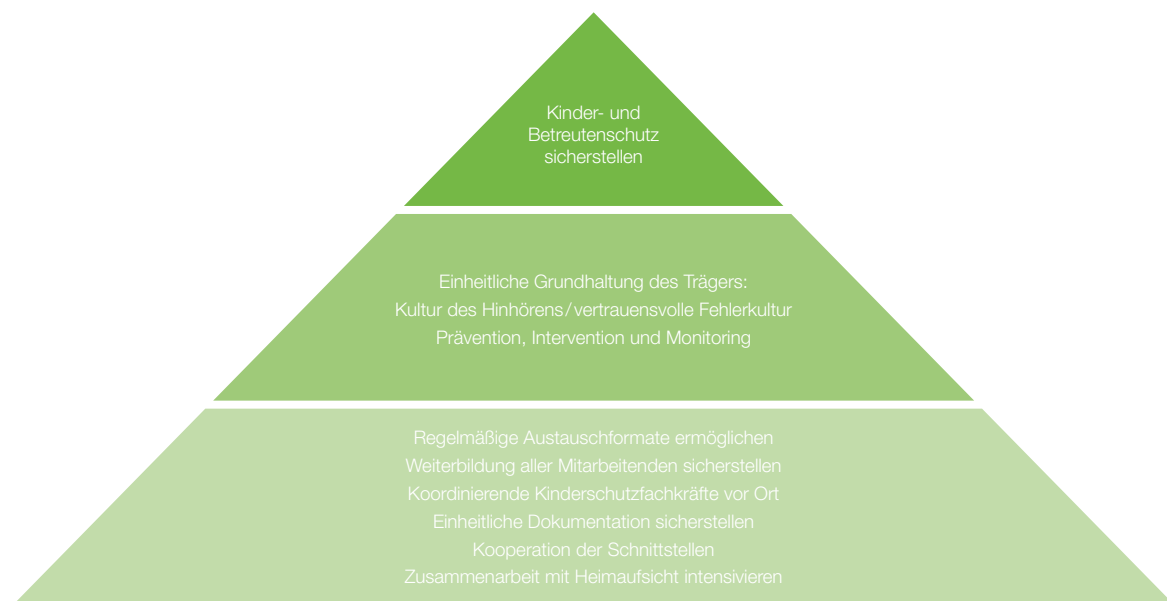 Kinder- und
Betreutenschutz
sicherstellen
Einheitliche Grundhaltung des Trägers:
Kultur des Hinhörens/vertrauensvolle Fehlerkultur
Prävention, Intervention und Monitoring
Regelmäßige Austauschformate ermöglichen
Weiterbildung aller Mitarbeitenden sicherstellen
Koordinierende Kinderschutzfachkräfte vor Ort
Einheitliche Dokumentation sicherstellen
Kooperation der Schnittstellen
Zusammenarbeit mit Heimaufsicht intensivieren